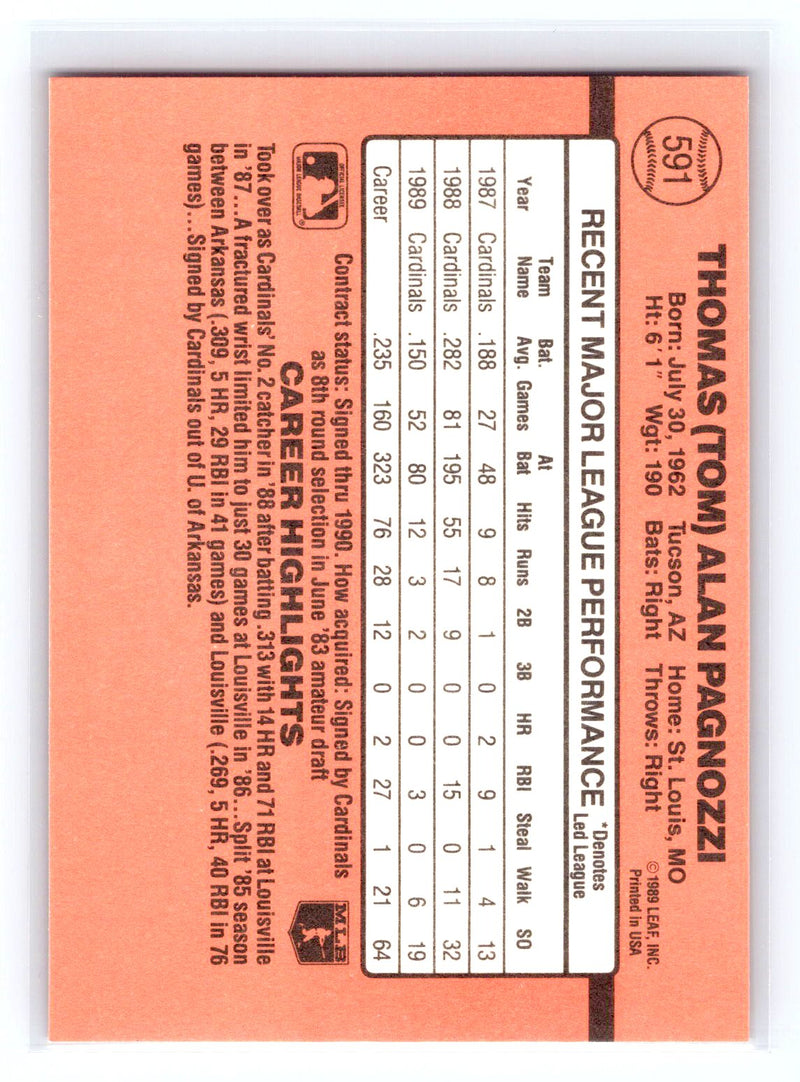 591
THOMAS (TOM) ALAN PAGNOZZI
Born: July 30, 1962 Tucson, AZ Home: St. Louis, MO
Ht: 6'1" Wgt: 190 Bats: Right Throws: Right
©1989 LEAF, INC.
Printed in USA
RECENT MAJOR LEAGUE PERFORMANCE *Denotes Led League
Year Team Name Bat. Avg. Games At Bat Hits Runs 2B 3B HR RBI Steal Walk SO
1987 Cardinals .188 27 48 9 8 1 0 2 9 1 4 13
1988 Cardinals .282 81 195 55 17 9 0 0 15 0 11 32
1989 Cardinals .150 52 80 12 3 2 0 0 3 0 6 19
Career .235 160 323 76 28 12 0 2 27 1 21 64
OFFICIAL LICENSEE
MAJOR LEAGUE BASEBALL ®
Contract status: Signed thru 1990. How acquired: Signed by Cardinals
as 8th round selection in June '83 amateur draft
MLB
CAREER HIGHLIGHTS
Took over as Cardinals' No. 2 catcher in '88 after batting .313 with 14 HR and 71 RBI at Louisville
in '87...A fractured wrist limited him to just 30 games at Louisville in '86...Split '85 season
between Arkansas (.309, 5 HR, 29 RBI in 41 games) and Louisville (.269, 5 HR, 40 RBI in 76
games)...Signed by Cardinals out of U. of Arkansas.